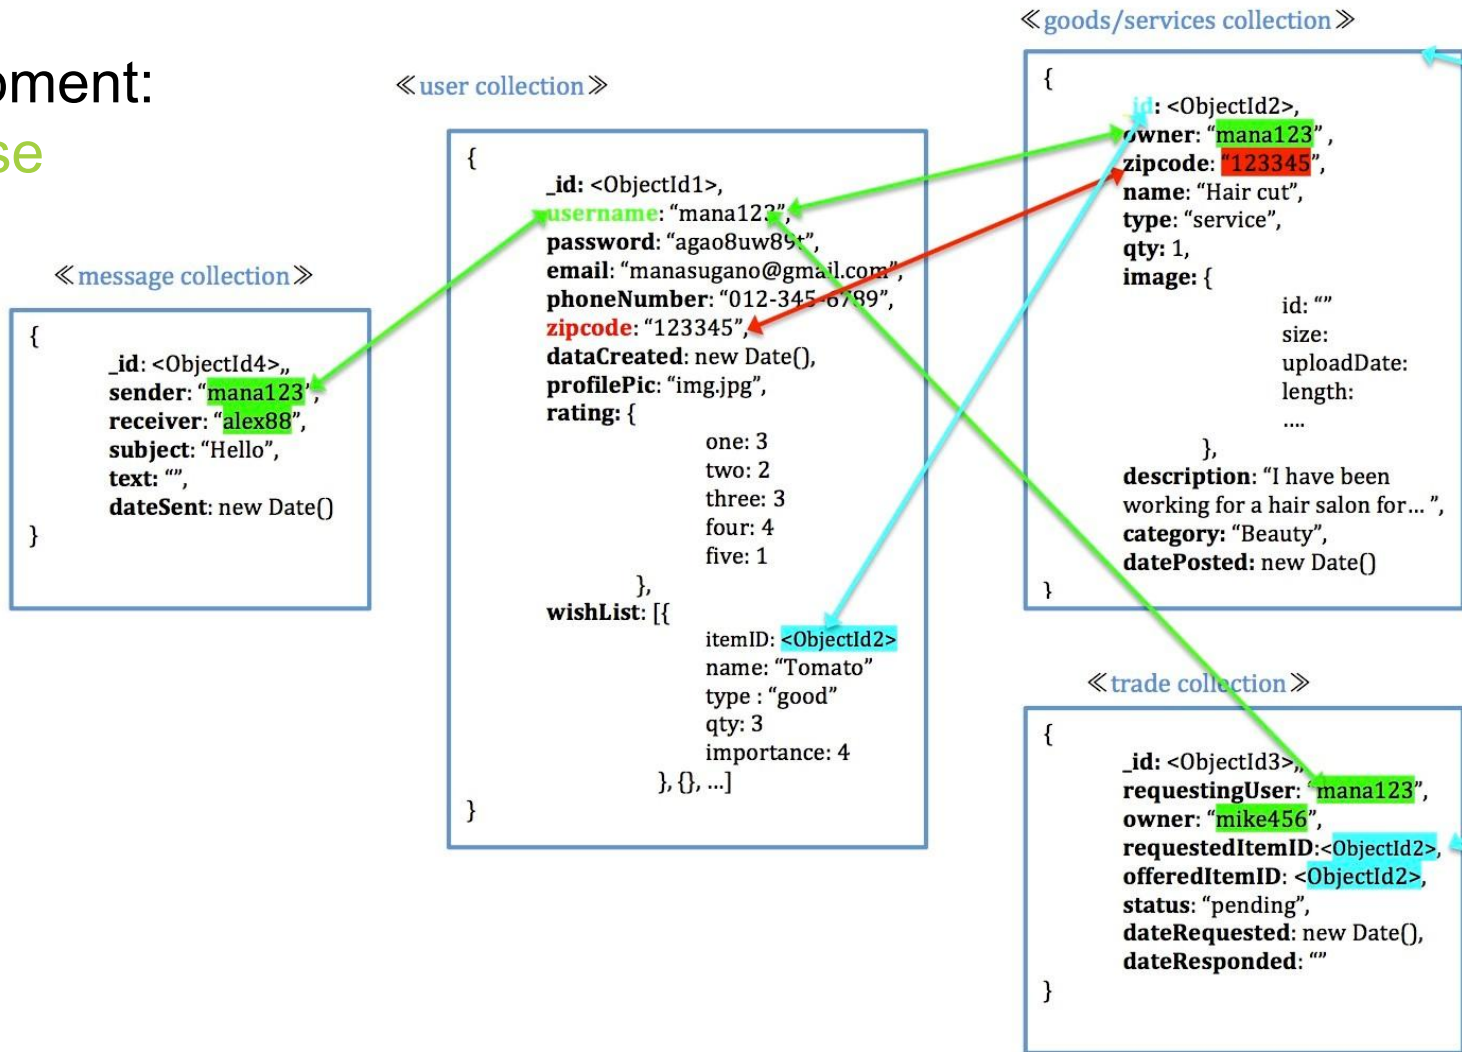 pment:
se
≪message collection≫
{
_id: <ObjectId4>,,
sender: “mana123”,
receiver: “alex88”,
subject: “Hello”,
text: “”,
dateSent: new Date()
}
≪user collection≫
{
_id: <ObjectId1>,
username: “mana123”,
password: “agao8uw89t”,
email: “manasugano@gmail.com”,
phoneNumber: “012-345-6789”,
zipcode: “123345”,
dataCreated: new Date(),
profilePic: “img.jpg”,
rating: {
one: 3
two: 2
three: 3
four: 4
five: 1
},
wishList: [{
itemID: <ObjectId2>
name: “Tomato”
type : “good”
qty: 3
importance: 4
}, {}, ...]
}
≪goods/services collection≫
{
id: <ObjectId2>,
owner: “mana123” ,
zipcode: “123345”,
name: “Hair cut”,
type: “service”,
qty: 1,
image: {
id: “”
size:
uploadDate:
length:
....
},
description: “I have been
working for a hair salon for... ”,
category: “Beauty”,
datePosted: new Date()
}
≪trade collection≫
{
_id: <ObjectId3>,,
requestingUser: “mana123”,
owner: “mike456”,
requestedItemID:<ObjectId2>,
offeredItemID: <ObjectId2>,
status: “pending”,
dateRequested: new Date(),
dateResponded: “”
}